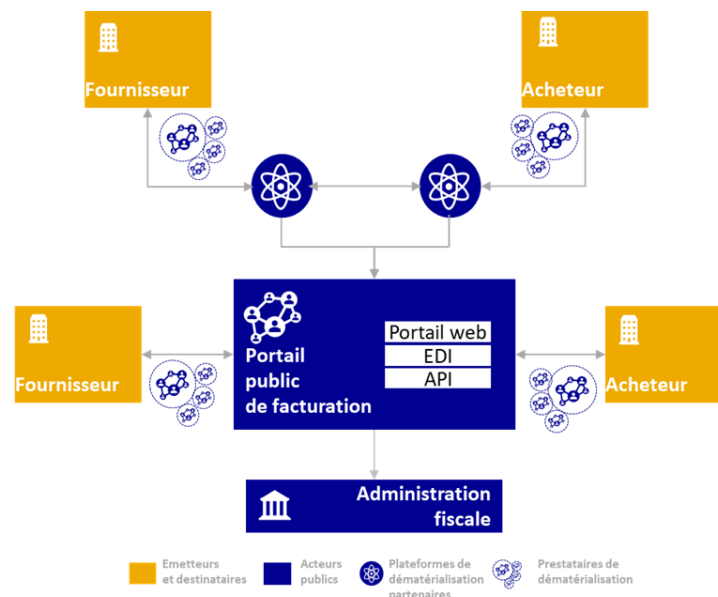 Fournisseur
Acheteur
Portail web
EDI
API
Portail
public
de facturation
Fournisseur
Acheteur
Administration
fiscale
Emetteurs
et destinataires
Acteurs
publics
Plateformes de
dématérialisation
partenaires
Prestataires de
dématérialisation